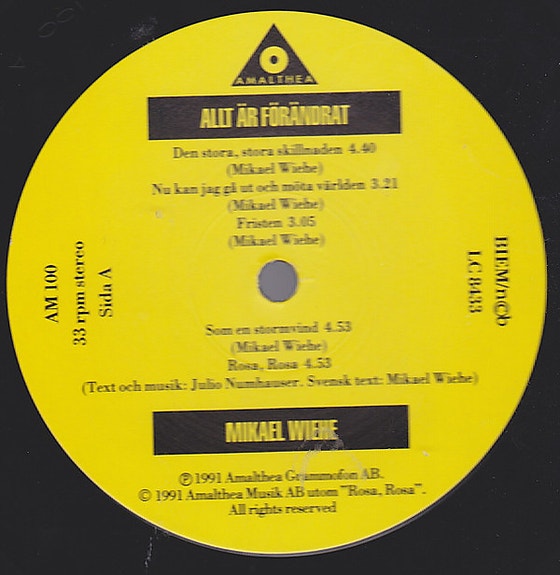 AMALTHEA
ALLT ÄR FÖRÄNDRAT
Den stora, stora skillnaden 4.40
(Mikael Wiehe)
Nu kan jag gå ut och möta världen 3.21
(Mikael Wiehe)
Fristen 3.05
(Mikael Wiehe)
AM 100
33 rpm stereo
Sida A
BIEM/n©b
LC 8433
Som en stormvind 4.53
(Mikael Wiehe)
Rosa, Rosa 4.53
(Text och musik: Julio Numhauser. Svensk text: Mikael Wiehe)
MIKAEL WIEHE
℗ 1991 Amalthea Grammofon AB.
© 1991 Amalthea Musik AB utom "Rosa, Rosa".
All rights reserved